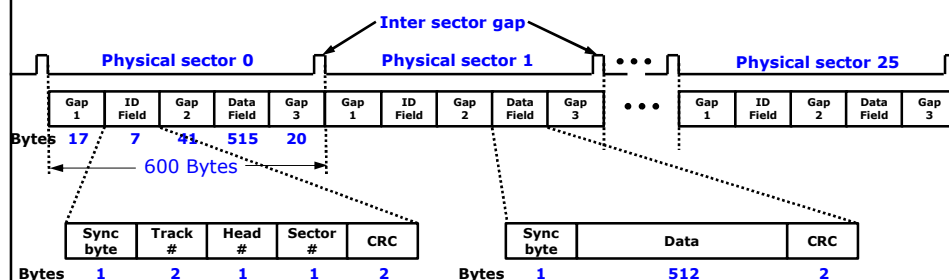 Inter sector gap
Physical sector 0 Physical sector 1 Physical sector 25
Gap 1 ID Field Gap 2 Data Field Gap 3 Gap 1 ID Field Gap 2 Data Field Gap 3 Gap 1 ID Field Gap 2 Data Field Gap 3
Bytes 17 7 41 515 20
600 Bytes
Sync byte Track # Head # Sector # CRC Sync byte Data CRC
Bytes 1 2 1 1 2 Bytes 1 512 2